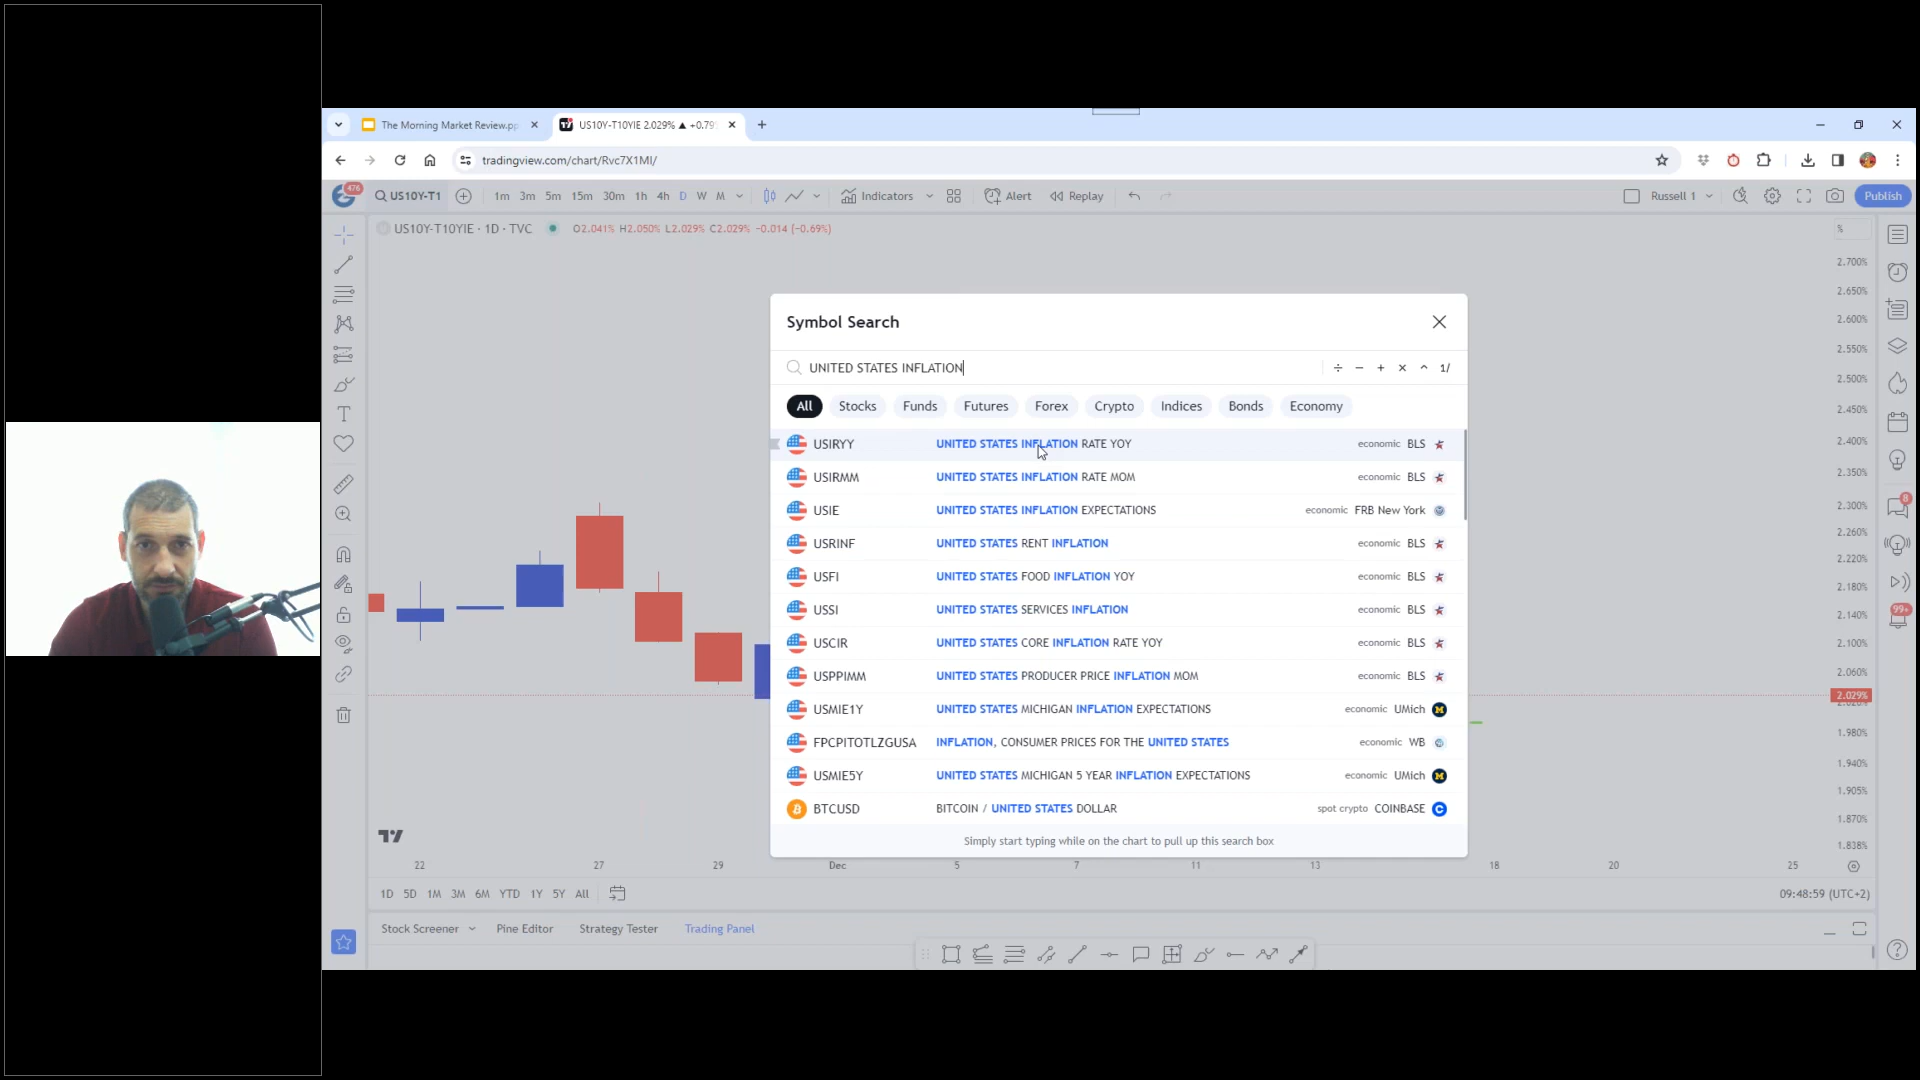 The Morning Market Review.pp
US10Y-T10YIE 2.029% ▲ +0.79
tradingview.com/chart/Rvc7X1MI/
476
US10Y-T1
1m 3m 5m 15m 30m 1h 4h D W M
Indicators
Alert
Replay
Russell 1
Publish
US10Y-T10YIE · 1D · TVC
O2.041% H2.050% L2.029% C2.029% -0.014 (-0.69%)
%
2.700%
2.650%
2.600%
2.550%
2.500%
2.450%
2.400%
2.350%
2.300%
2.260%
2.220%
2.180%
2.140%
2.100%
2.060%
2.029%
1.980%
1.940%
1.905%
1.870%
1.838%
8
99+
Symbol Search
UNITED STATES INFLATION
÷ − + × ^ 1/
All Stocks Funds Futures Forex Crypto Indices Bonds Economy
USIRYY UNITED STATES INFLATION RATE YOY economic BLS
USIRMM UNITED STATES INFLATION RATE MOM economic BLS
USIE UNITED STATES INFLATION EXPECTATIONS economic FRB New York
USRINF UNITED STATES RENT INFLATION economic BLS
USFI UNITED STATES FOOD INFLATION YOY economic BLS
USSI UNITED STATES SERVICES INFLATION economic BLS
USCIR UNITED STATES CORE INFLATION RATE YOY economic BLS
USPPIMM UNITED STATES PRODUCER PRICE INFLATION MOM economic BLS
USMIE1Y UNITED STATES MICHIGAN INFLATION EXPECTATIONS economic UMich
FPCPITOTLZGUSA INFLATION, CONSUMER PRICES FOR THE UNITED STATES economic WB
USMIE5Y UNITED STATES MICHIGAN 5 YEAR INFLATION EXPECTATIONS economic UMich
BTCUSD BITCOIN / UNITED STATES DOLLAR spot crypto COINBASE
Simply start typing while on the chart to pull up this search box
22 27 29 Dec 5 7 11 13 18 20 25
1D 5D 1M 3M 6M YTD 1Y 5Y All
09:48:59 (UTC+2)
Stock Screener Pine Editor Strategy Tester Trading Panel